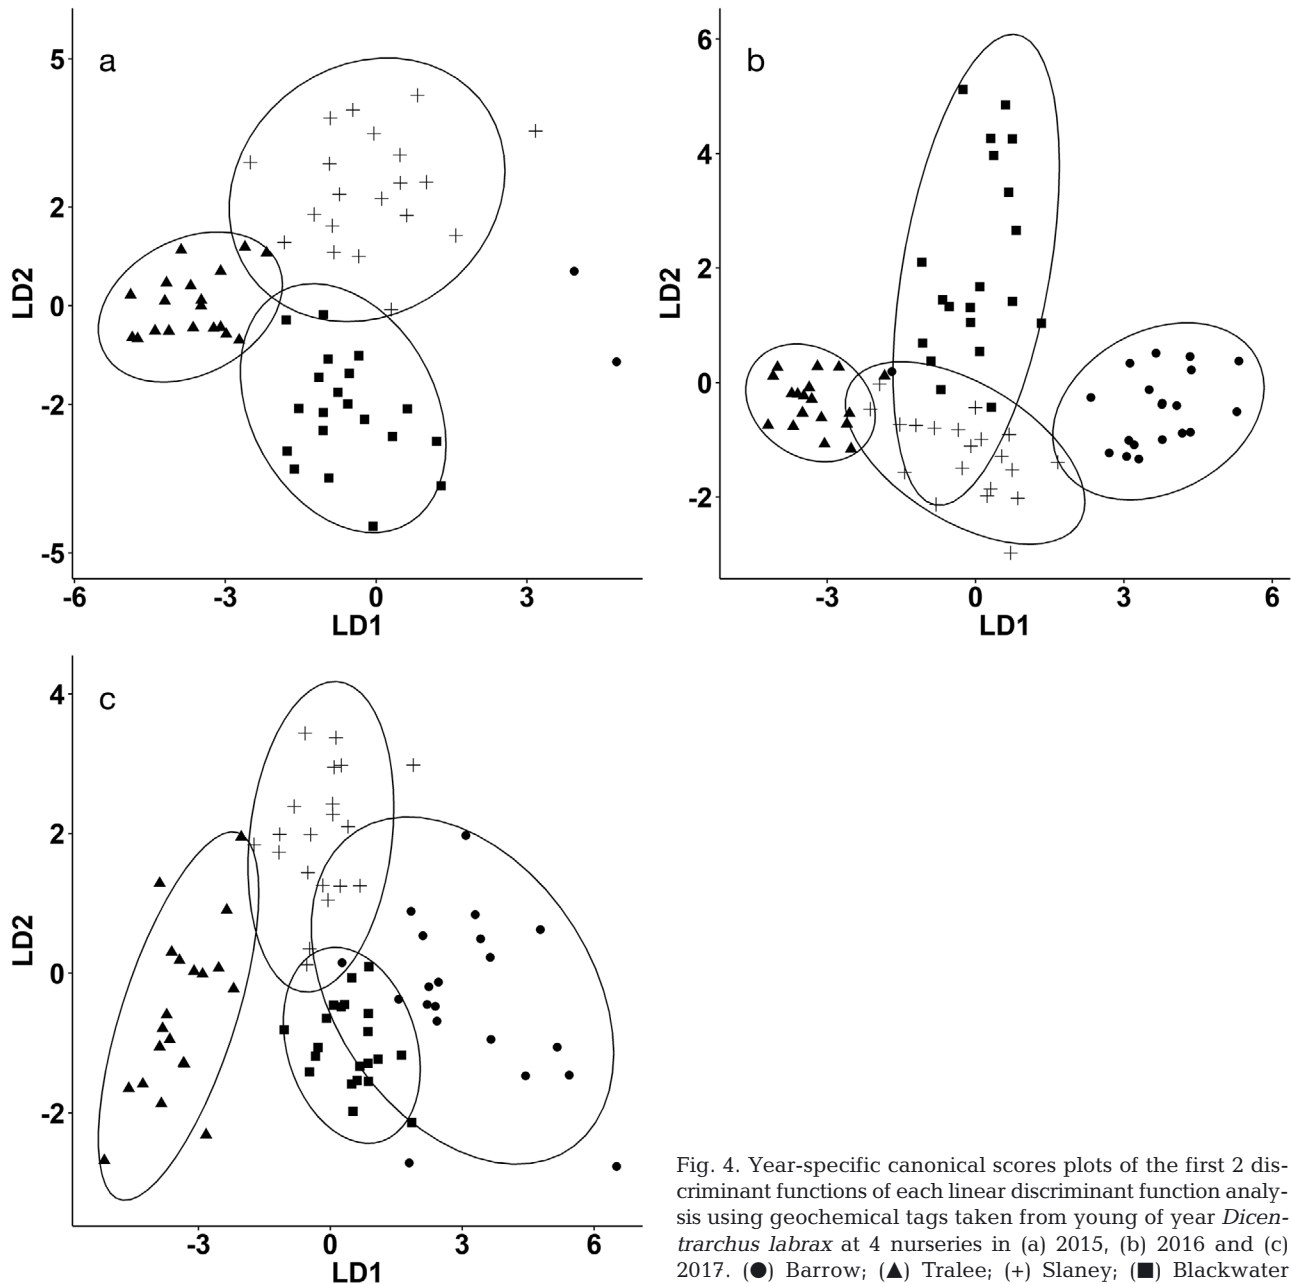 a
5
2
0
-2
-5
LD2
-6 -3 0 3
LD1
b
6
4
2
0
-2
LD2
-3 0 3 6
LD1
c
4
2
0
-2
LD2
-3 0 3 6
LD1
Fig. 4. Year-specific canonical scores plots of the first 2 dis-
criminant functions of each linear discriminant function analy-
sis using geochemical tags taken from young of year Dicen-
trarchus labrax at 4 nurseries in (a) 2015, (b) 2016 and (c)
2017. (●) Barrow; (▲) Tralee; (+) Slaney; (■) Blackwater